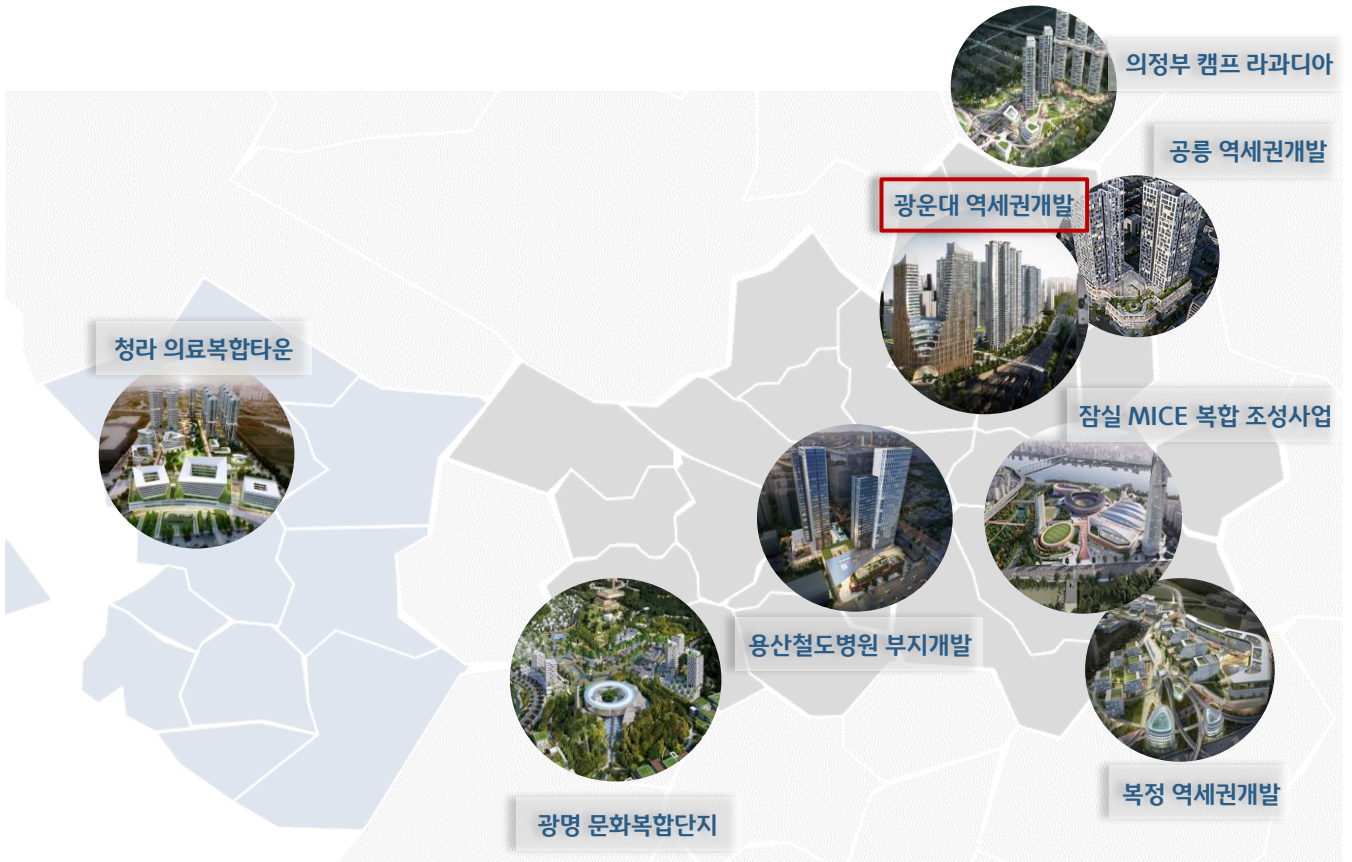 의정부 캠프 라과디아
공릉 역세권개발
광운대 역세권개발
청라 의료복합타운
잠실 MICE 복합 조성사업
용산철도병원 부지개발
복정 역세권개발
광명 문화복합단지